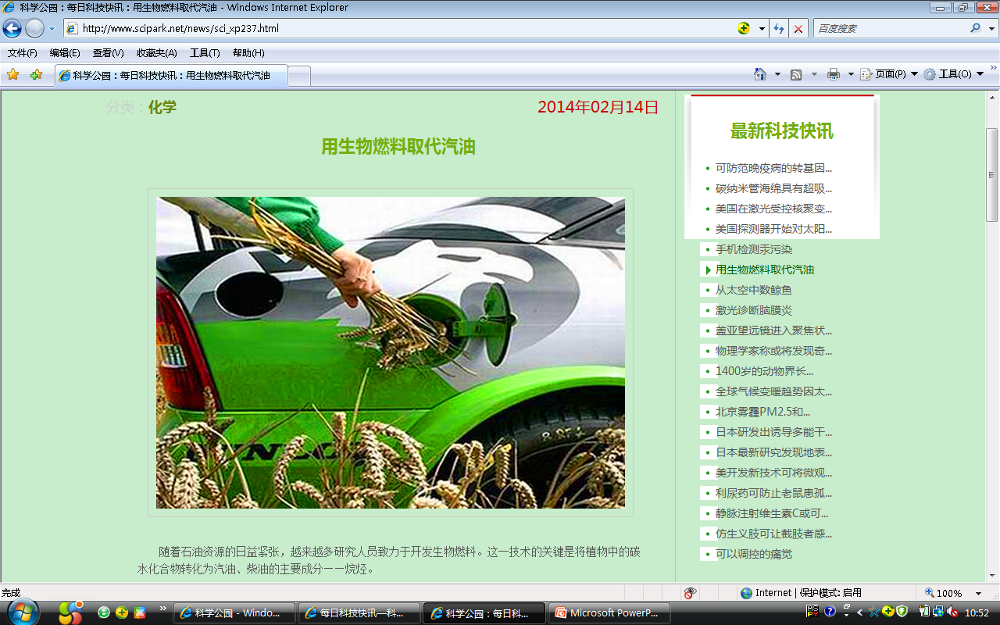 科学公园：每日科技快讯：用生物燃料取代汽油 - Windows Internet Explorer
http://www.scipark.net/news/sci_xp237.html
百度搜索
文件(F) 编辑(E) 查看(V) 收藏夹(A) 工具(T) 帮助(H)
科学公园：每日科技快讯：用生物燃料取代汽油
页面(P) 工具(O)
分类：化学
2014年02月14日
用生物燃料取代汽油
随着石油资源的日益紧张，越来越多研究人员致力于开发生物燃料。这一技术的关键是将植物中的碳
水化合物转化为汽油、柴油的主要成分——烷烃。
最新科技快讯
可防范晚疫病的转基因...
碳纳米管海绵具有超吸...
美国在激光受控核聚变...
美国探测器开始对太阳...
手机检测汞污染
用生物燃料取代汽油
从太空中数鲸鱼
激光诊断脑膜炎
盖亚望远镜进入聚焦状...
物理学家称或将发现奇...
1400岁的动物界长...
全球气候变暖趋势因太...
北京雾霾PM2.5和...
日本研发出诱导多能干...
日本最新研究发现地表...
美开发新技术可将微观...
利尿药可防止老鼠患孤...
静脉注射维生素C或可...
仿生义肢可让截肢者感...
可以调控的痛觉
完成
Internet | 保护模式: 启用
100%
科学公园 - Windo...
每日科技快讯—科...
科学公园：每日科...
Microsoft PowerP...
10:52